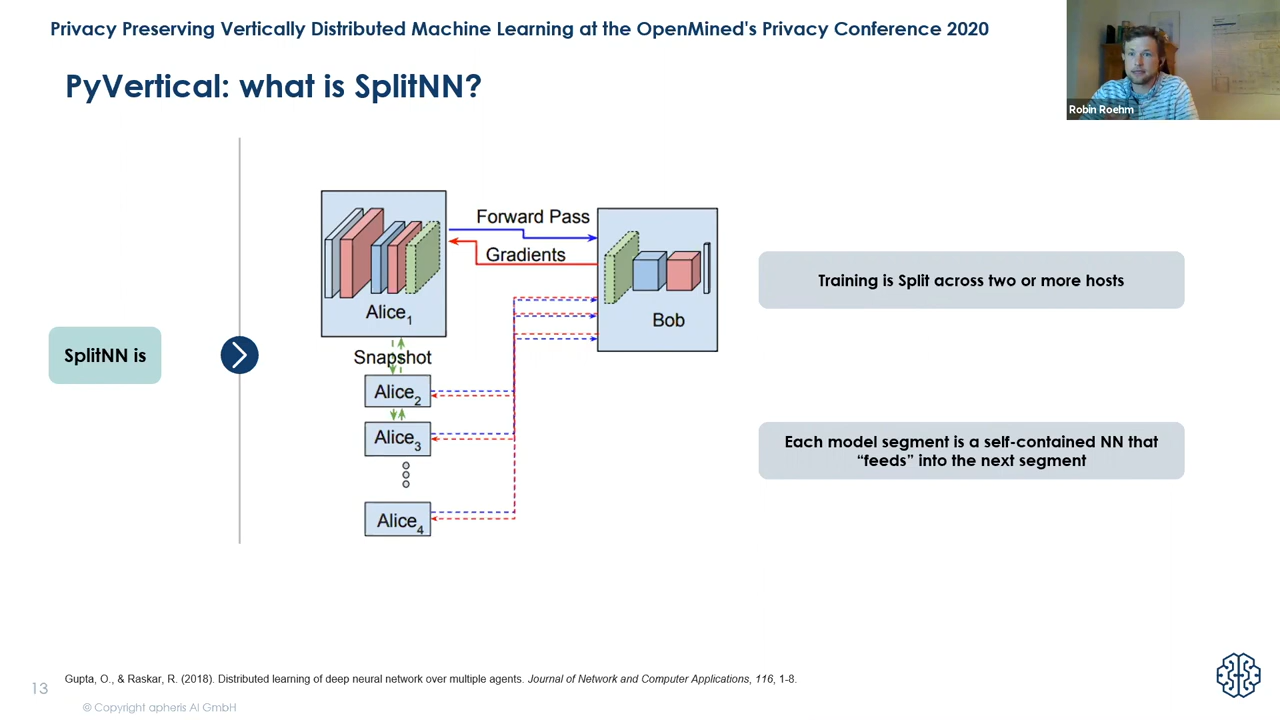 Privacy Preserving Vertically Distributed Machine Learning at the OpenMined's Privacy Conference 2020
Robin Roehm
PyVertical: what is SplitNN?
SplitNN is
Forward Pass
Gradients
Alice1
Bob
Snapshot
Alice2
Alice3
Alice4
Training is Split across two or more hosts
Each model segment is a self-contained NN that
“feeds” into the next segment
Gupta, O., & Raskar, R. (2018). Distributed learning of deep neural network over multiple agents. Journal of Network and Computer Applications, 116, 1-8.
13
© Copyright apheris AI GmbH